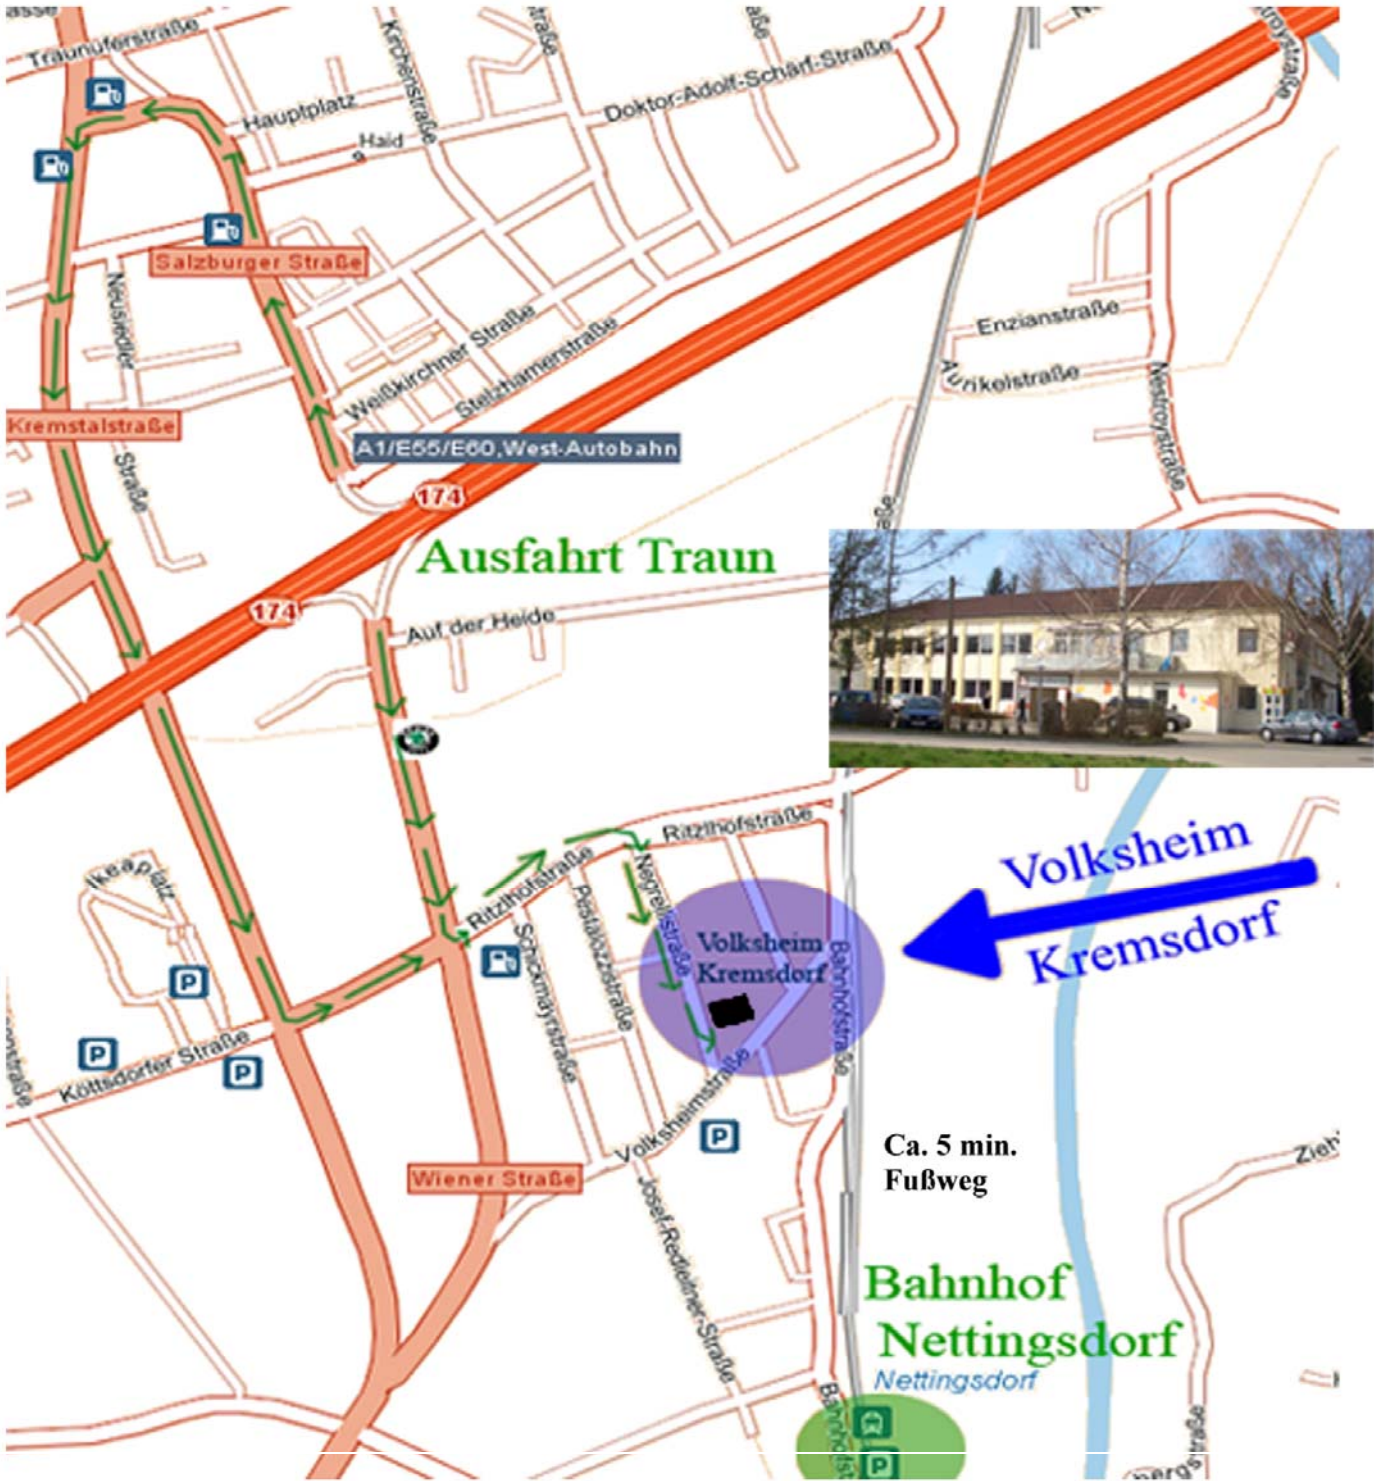 Traunuferstraße
Kirchenstraße
Hauptplatz
Haid
Doktor-Adolf-Schärf-Straße
Salzburger Straße
Neusiedler
Straße
Weißkirchner Straße
Stelzhamerstraße
Enzianstraße
Aurikelstraße
Nestroystraße
Kremstalstraße
A1/E55/E60,West-Autobahn
174
Ausfahrt Traun
174
Auf der Heide
Ritzlhofstraße
Ritzlhofstraße
Ikeaplatz
Negrellistraße
Pestalozzistraße
Schickmayrstraße
Volksheim
Kremsdorf
Bahnhofstraße
Volksheim
Kremsdorf
P
P
P
Köttsdorfer Straße
Volksheimstraße
P
Wiener Straße
Josef-Redleitner-Straße
Ca. 5 min.
Fußweg
Bahnhof
Nettingsdorf
Nettingsdorf
P